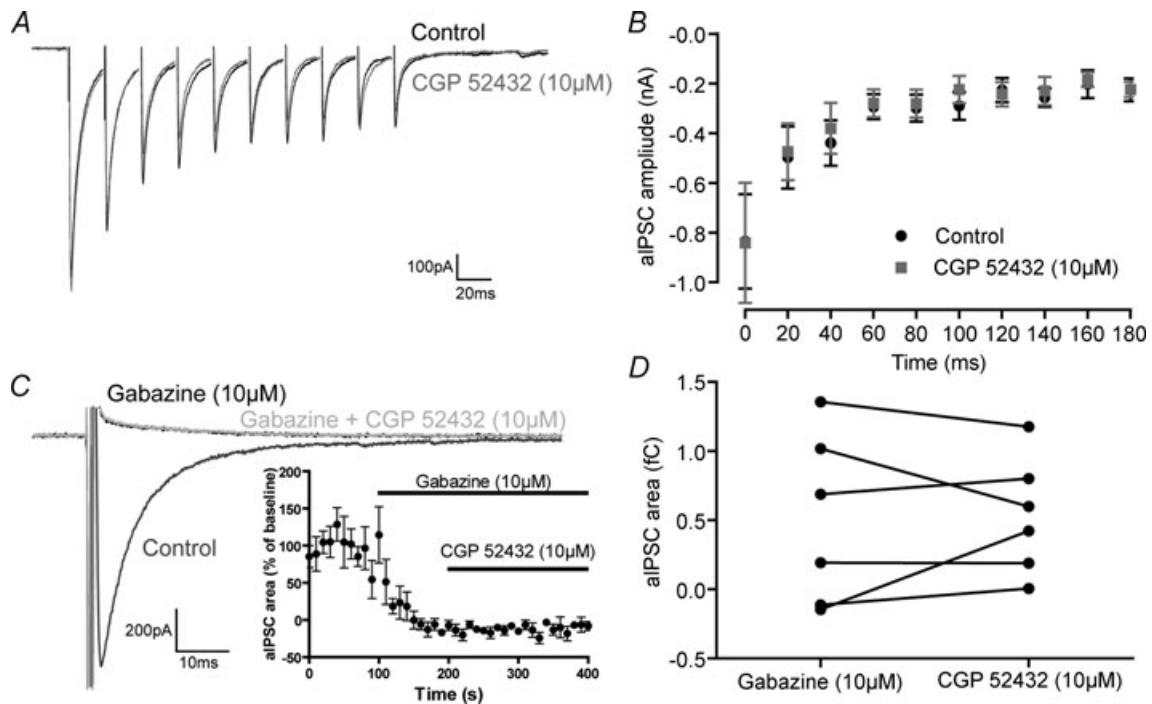 A
Control
CGP 52432 (10µM)
100pA
20ms
B
aIPSC ampliude (nA)
-0.0
-0.2
-0.4
-0.6
-0.8
-1.0
Control
CGP 52432 (10µM)
0 20 40 60 80 100 120 140 160 180
Time (ms)
C
Gabazine (10µM)
Gabazine + CGP 52432 (10µM)
Control
200pA
10ms
aIPSC area (% of baseline)
200
150
100
50
0
-50
Gabazine (10µM)
CGP 52432 (10µM)
0 100 200 300 400
Time (s)
D
aIPSC area (fC)
1.5
1.0
0.5
0.0
-0.5
Gabazine (10µM) CGP 52432 (10µM)